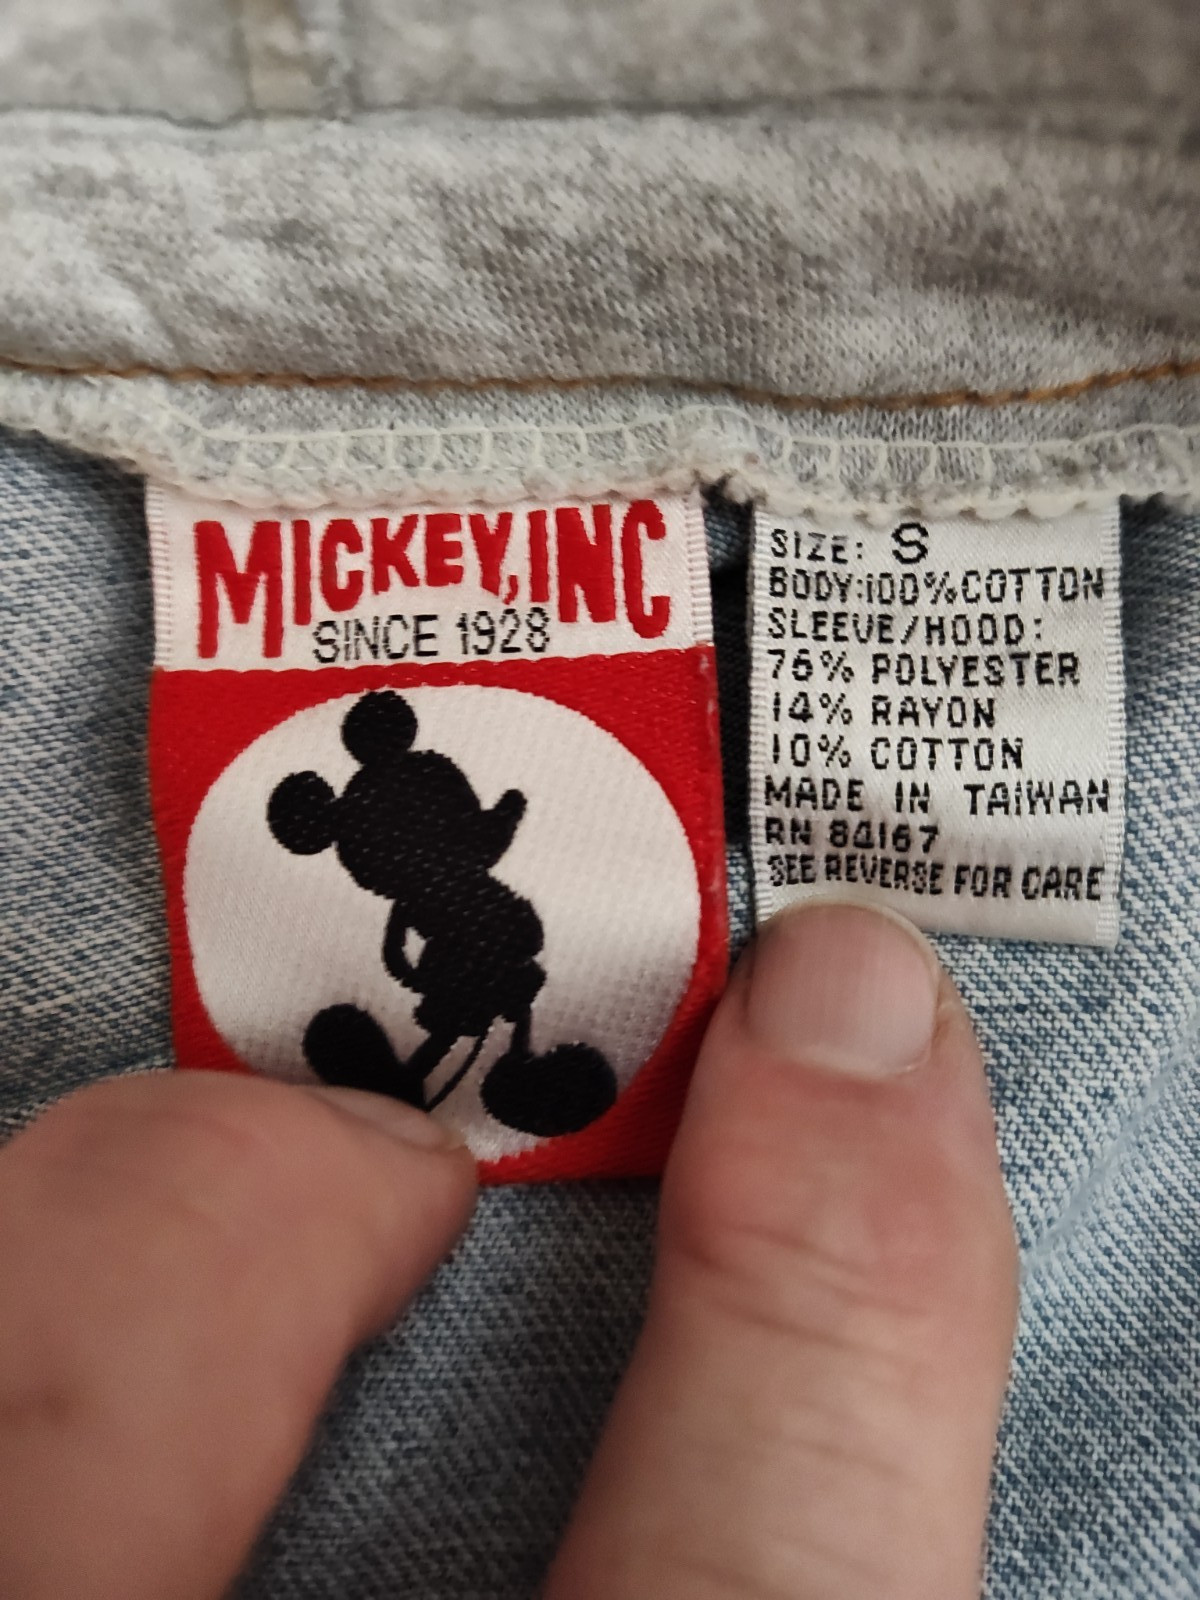 MICKEY, INC
SINCE 1928
SIZE: S
BODY:100%COTTON
SLEEVE/HOOD:
76% POLYESTER
14% RAYON
10% COTTON
MADE IN TAIWAN
RN 84167
SEE REVERSE FOR CARE